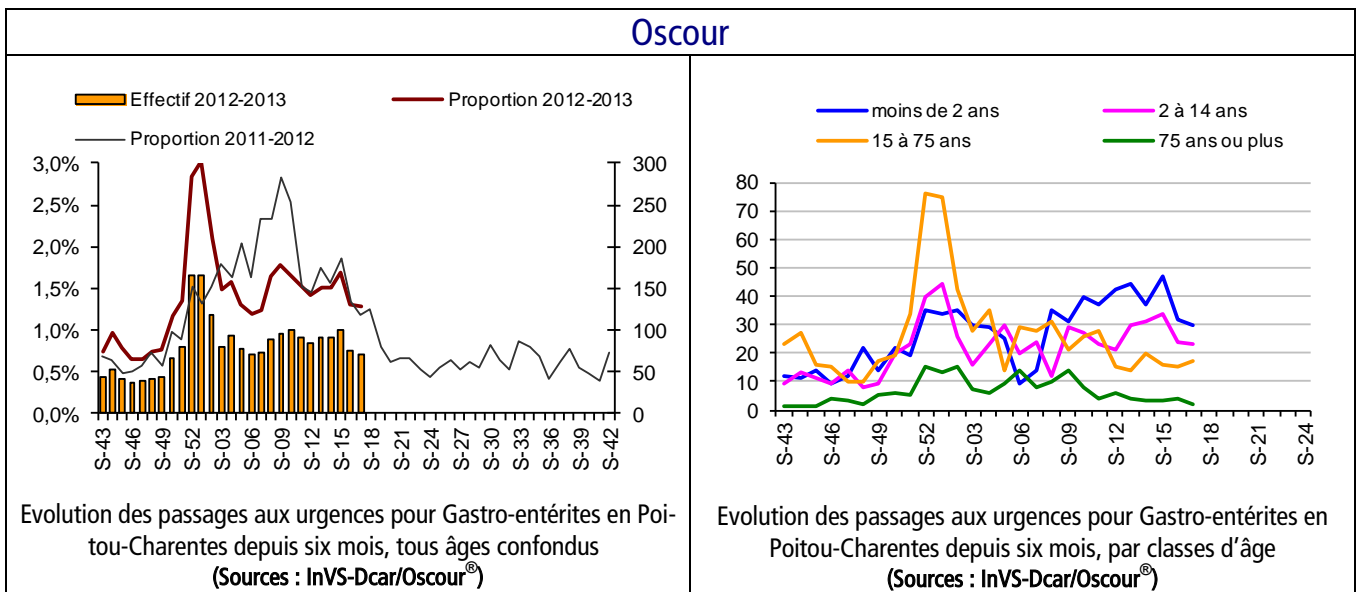 Oscour
Effectif 2012-2013
Proportion 2012-2013
Proportion 2011-2012
3,0%
2,5%
2,0%
1,5%
1,0%
0,5%
0,0%
300
250
200
150
100
50
0
S-43
S-46
S-49
S-52
S-03
S-06
S-09
S-12
S-15
S-18
S-21
S-24
S-27
S-30
S-33
S-36
S-39
S-42
Evolution des passages aux urgences pour Gastro-entérites en Poi-
tou-Charentes depuis six mois, tous âges confondus
(Sources : InVS-Dcar/Oscour®)
moins de 2 ans
2 à 14 ans
15 à 75 ans
75 ans ou plus
80
70
60
50
40
30
20
10
0
S-43
S-46
S-49
S-52
S-03
S-06
S-09
S-12
S-15
S-18
S-21
S-24
Evolution des passages aux urgences pour Gastro-entérites en
Poitou-Charentes depuis six mois, par classes d’âge
(Sources : InVS-Dcar/Oscour®)